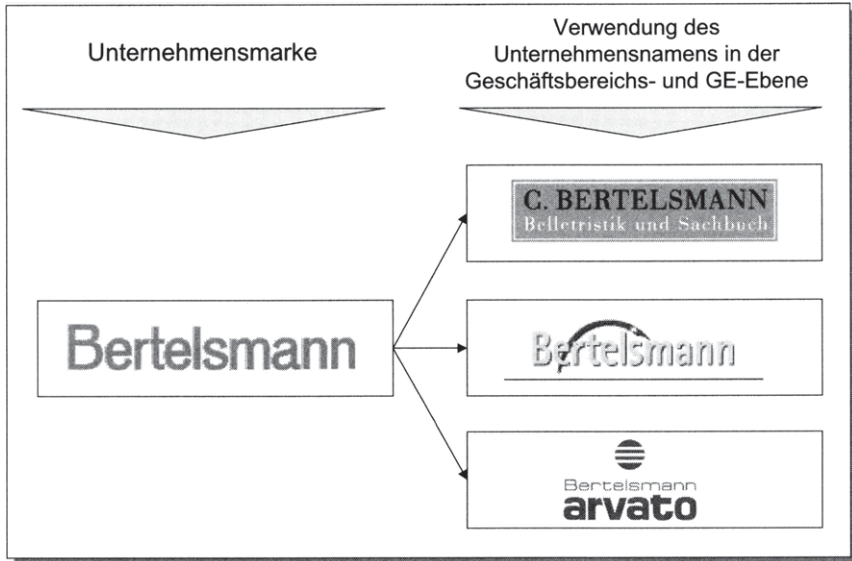 Unternehmensmarke
Verwendung des
Unternehmensnamens in der
Geschäftsbereichs- und GE-Ebene
C. BERTELSMANN
Belletristik und Sachbuch
Bertelsmann
Bertelsmann
Bertelsmann
arvato